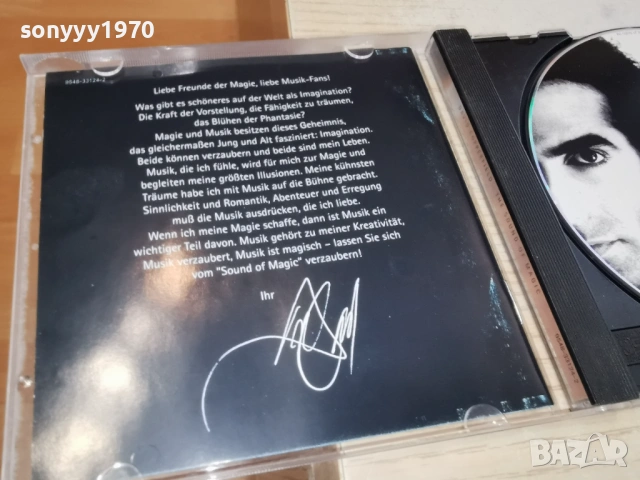 sonyyy1970
Liebe Freunde der Magie, liebe Musik-Fans!
Was gibt es schöneres auf der Welt als Imagination?
Die Kraft der Vorstellung, die Fähigkeit zu träumen,
das Blühen der Phantasie?
Magie und Musik besitzen dieses Geheimnis,
das gleichermaßen Jung und Alt fasziniert: Imagination.
Beide können verzaubern und beide sind mein Leben.
Musik, die ich fühle, wird für mich zur Magie und
begleiten meine größten Illusionen. Meine kühnsten
Träume habe ich mit Musik auf die Bühne gebracht.
Sinnlichkeit und Romantik, Abenteuer und Erregung
muß die Musik ausdrücken, die ich liebe.
Wenn ich meine Magie schaffe, dann ist Musik ein
wichtiger Teil davon. Musik gehört zu meiner Kreativität,
Musik verzaubert, Musik ist magisch – lassen Sie sich
vom "Sound of Magic" verzaubern!
Ihr
BAZAR